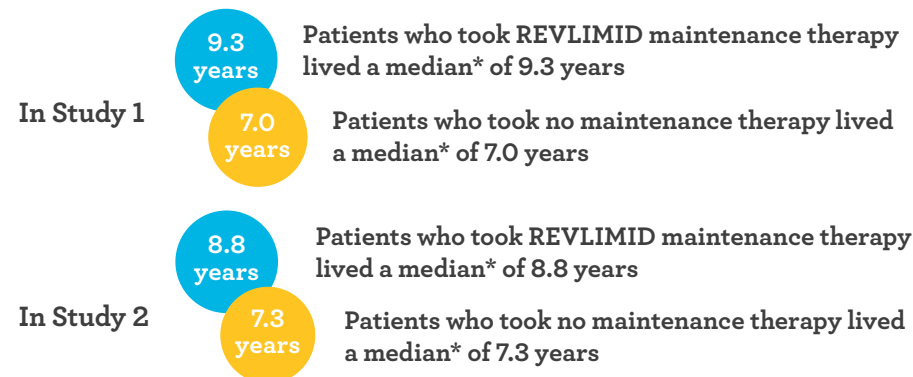 In Study 1
9.3
years
Patients who took REVLIMID maintenance therapy
lived a median* of 9.3 years
7.0
years
Patients who took no maintenance therapy lived
a median* of 7.0 years
In Study 2
8.8
years
Patients who took REVLIMID maintenance therapy
lived a median* of 8.8 years
7.3
years
Patients who took no maintenance therapy lived
a median* of 7.3 years